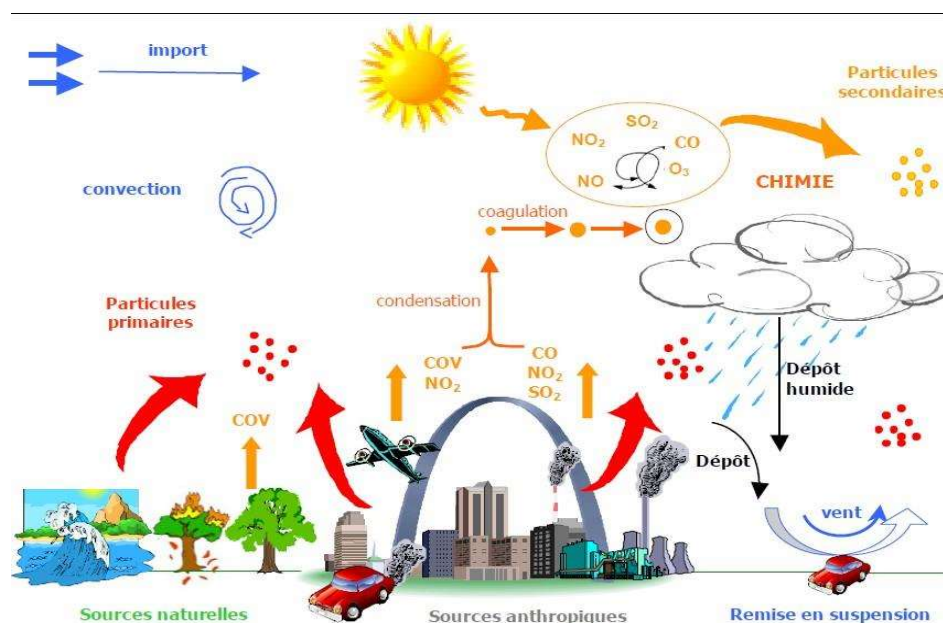 import
Particules
secondaires
SO₂
NO₂
CO
O₃
NO
CHIMIE
convection
coagulation
condensation
Particules
primaires
COV
NO₂
CO
NO₂
SO₂
Dépôt
humide
COV
Dépôt
vent
Sources naturelles
Sources anthropiques
Remise en suspension